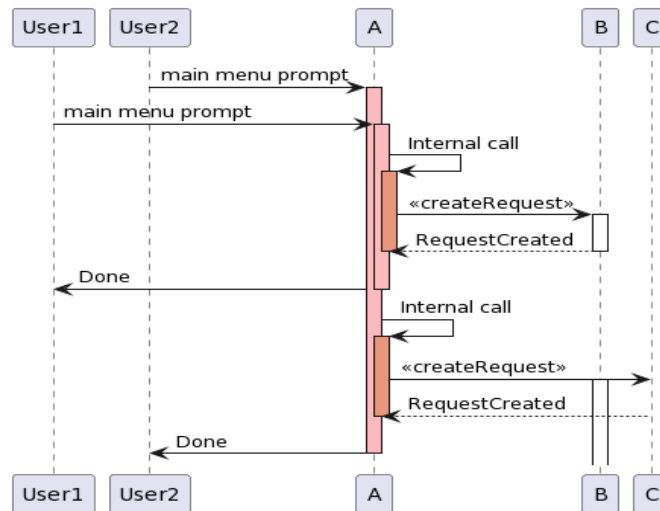 User1 User2 A B C
main menu prompt
main menu prompt
Internal call
«createRequest»
RequestCreated
Done
Internal call
«createRequest»
RequestCreated
Done
User1 User2 A B C